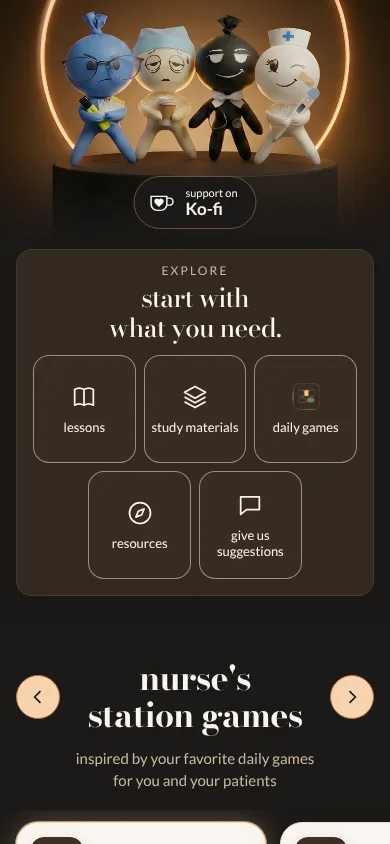 support on
Ko-fi
EXPLORE
start with
what you need.
lessons
study materials
daily games
resources
give us
suggestions
nurse's
station games
inspired by your favorite daily games
for you and your patients